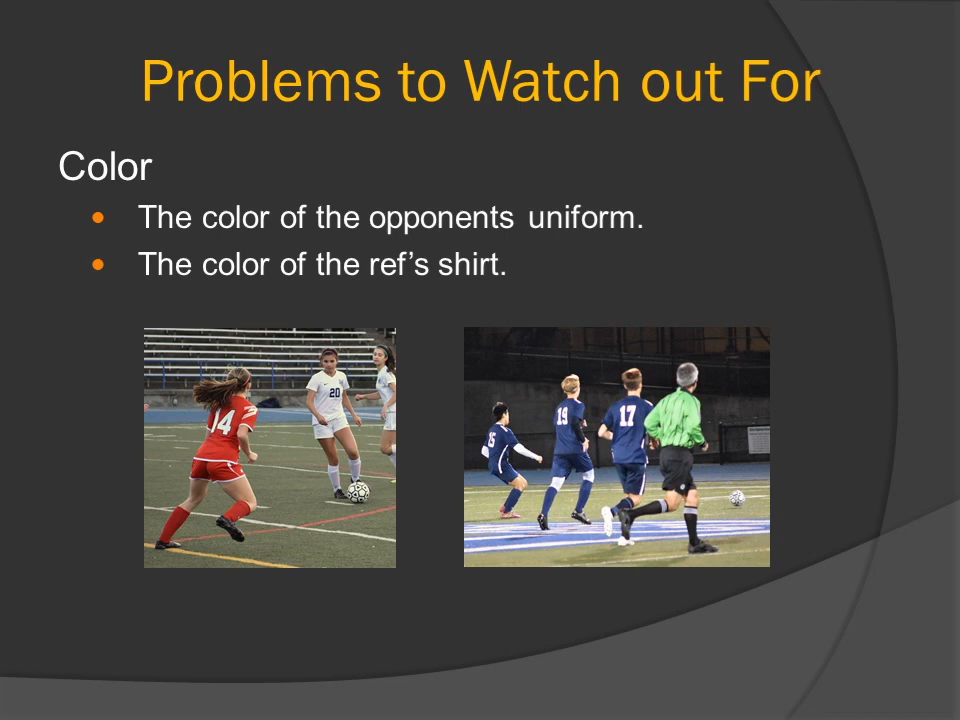 Problems to Watch out For
Color
The color of the opponents uniform.
The color of the ref’s shirt.
14
20
15
19
17